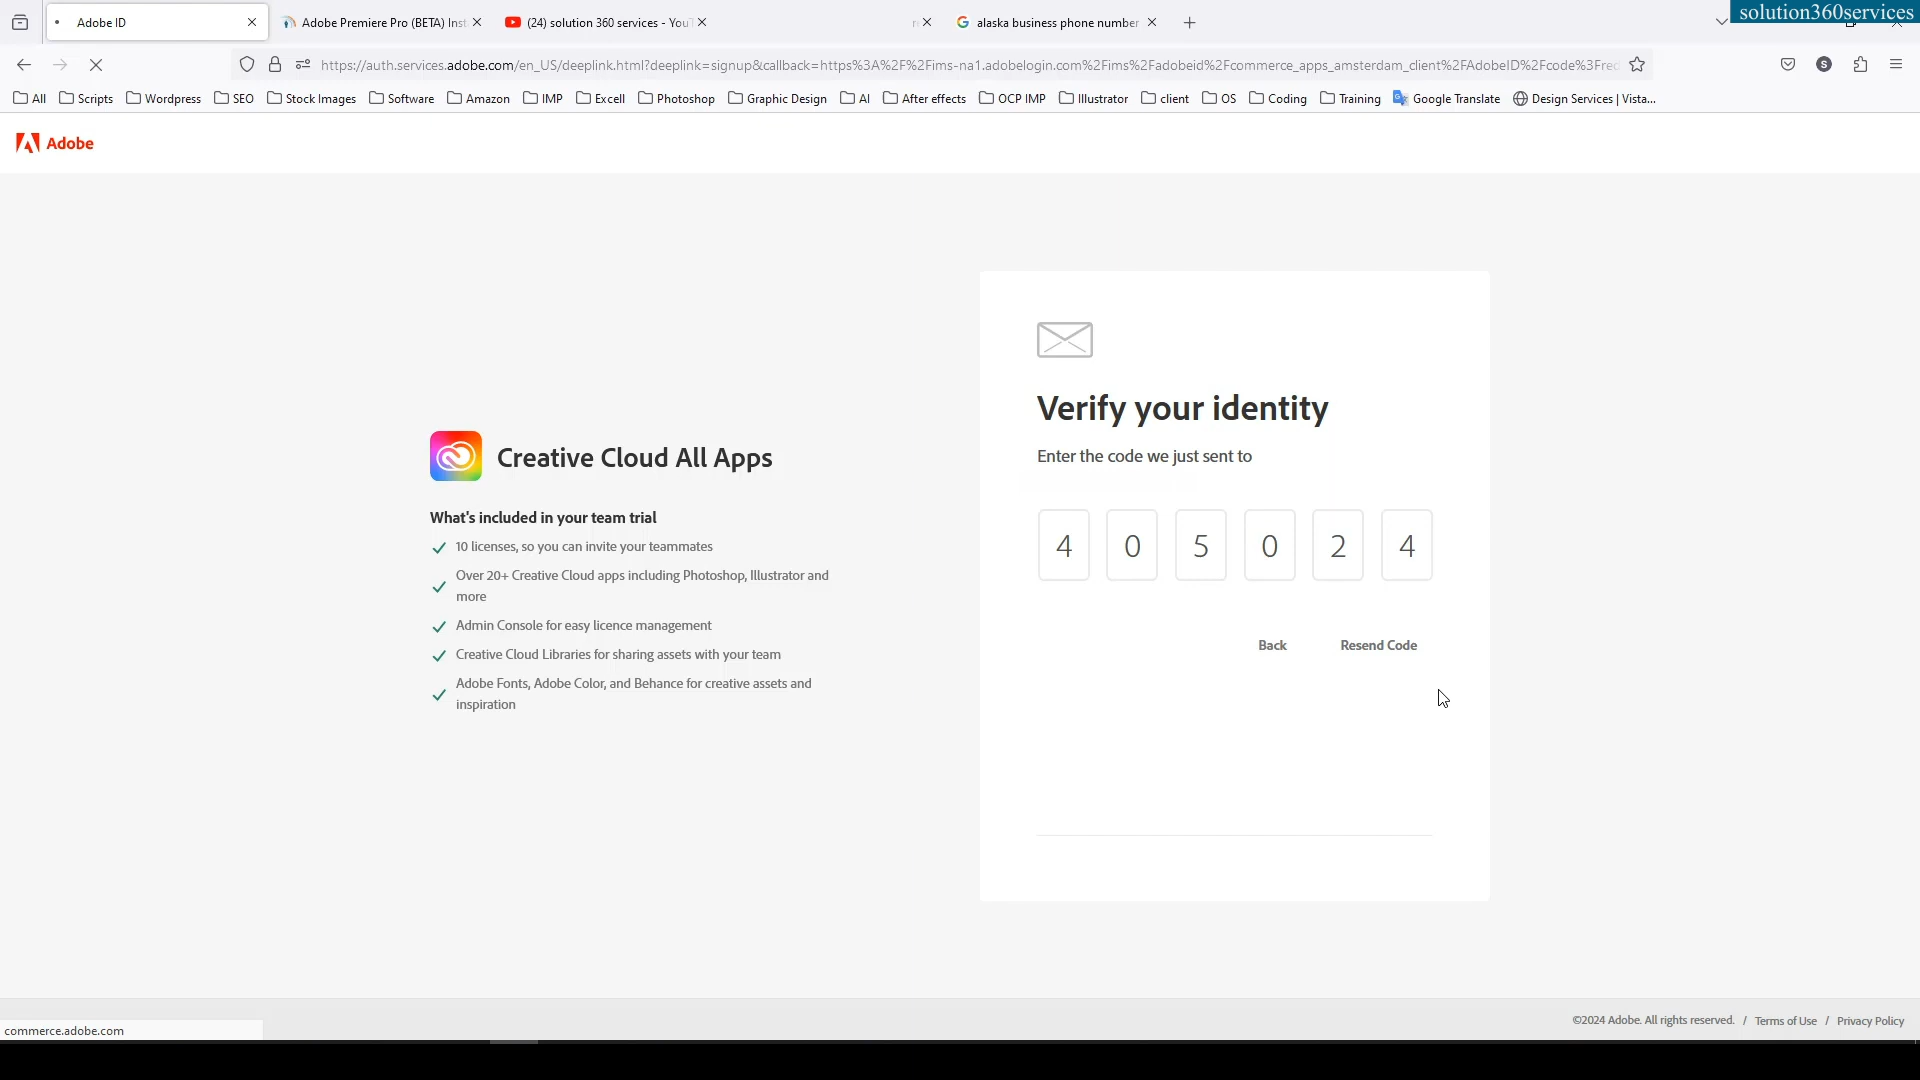 Adobe ID
Adobe Premiere Pro (BETA) Inst
(24) solution 360 services - You
alaska business phone number
solution360services
https://auth.services.adobe.com/en_US/deeplink.html?deeplink=signup&callback=https%3A%2F%2Fims-na1.adobelogin.com%2Fims%2Fadobeid%2Fcommerce_apps_amsterdam_client%2FAdobeID%2Fcode%3Fred
S
All Scripts Wordpress SEO Stock Images Software Amazon IMP Excell Photoshop Graphic Design AI After effects OCP IMP Illustrator client OS Coding Training Google Translate Design Services | Vista...
Adobe
Verify your identity
Enter the code we just sent to
4 0 5 0 2 4
Back Resend Code
Creative Cloud All Apps
What's included in your team trial
10 licenses, so you can invite your teammates
Over 20+ Creative Cloud apps including Photoshop, Illustrator and
more
Admin Console for easy licence management
Creative Cloud Libraries for sharing assets with your team
Adobe Fonts, Adobe Color, and Behance for creative assets and
inspiration
©2024 Adobe. All rights reserved. / Terms of Use / Privacy Policy
commerce.adobe.com